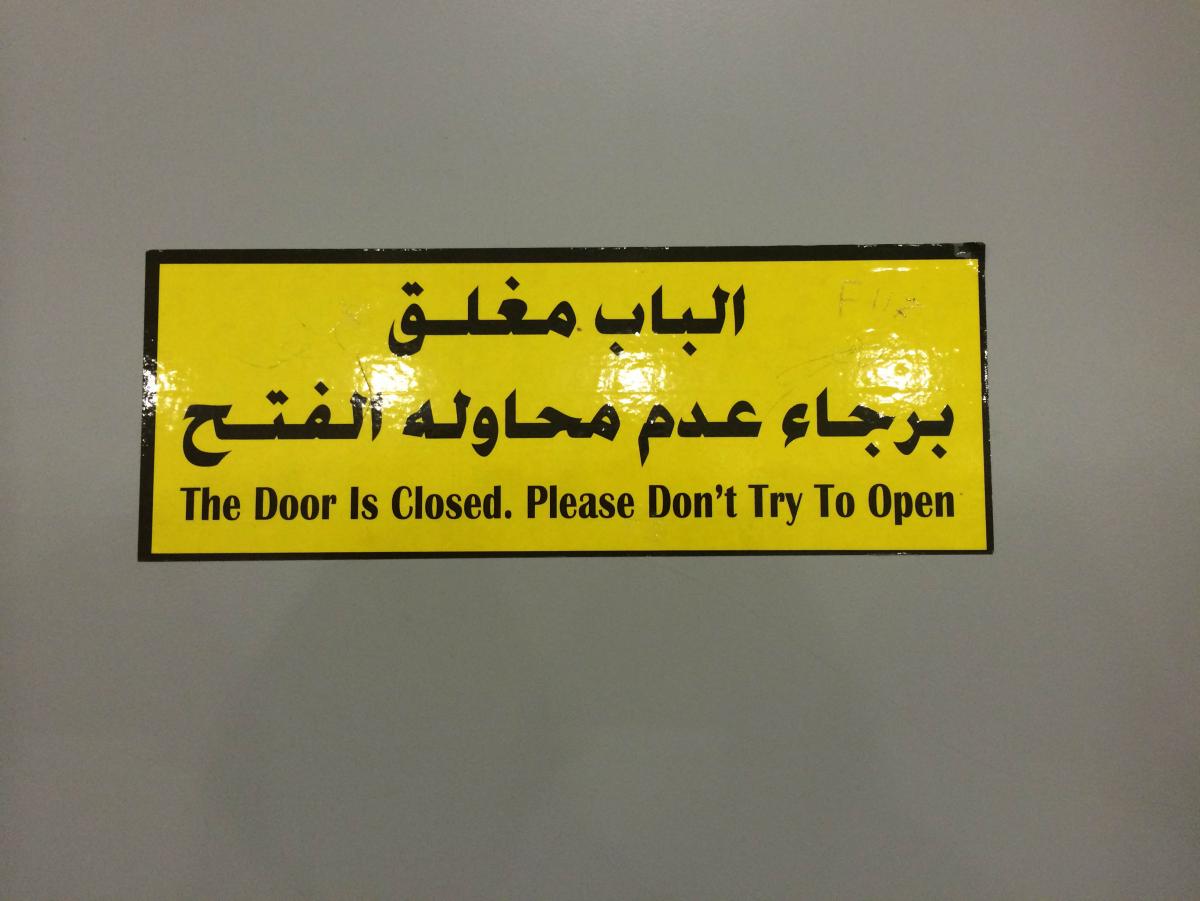 الباب مغلق
برجاء عدم محاوله الفتح
The Door Is Closed. Please Don't Try To Open